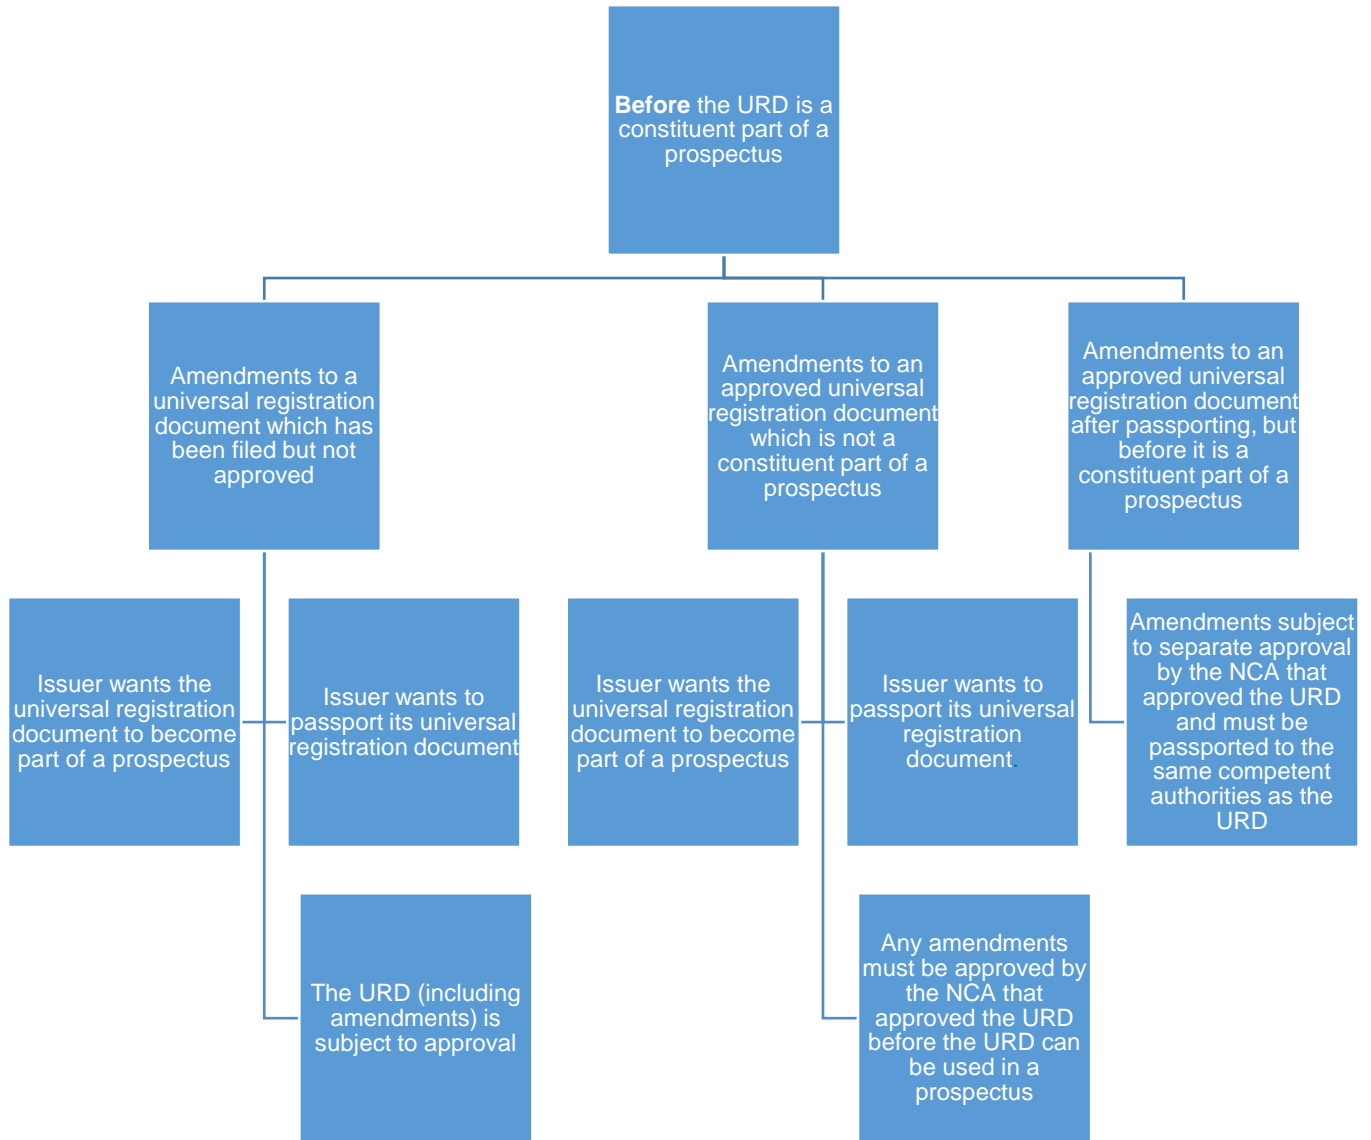 Before the URD is a
constituent part of a
prospectus
Amendments to a
universal registration
document which has
been filed but not
approved
Amendments to an
approved universal
registration document
which is not a
constituent part of a
prospectus
Amendments to an
approved universal
registration document
after passporting, but
before it is a
constituent part of a
prospectus
Issuer wants the
universal registration
document to become
part of a prospectus
Issuer wants to
passport its universal
registration document
Issuer wants the
universal registration
document to become
part of a prospectus
Issuer wants to
passport its universal
registration
document.
Amendments subject
to separate approval
by the NCA that
approved the URD
and must be
passported to the
same competent
authorities as the
URD
The URD (including
amendments) is
subject to approval
Any amendments
must be approved by
the NCA that
approved the URD
before the URD can
be used in a
prospectus